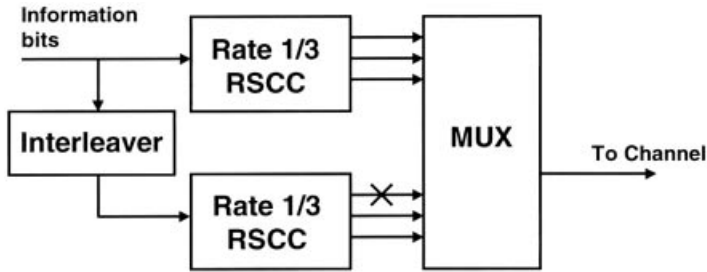 Information
bits
Rate 1/3
RSCC
Interleaver
MUX
To Channel
Rate 1/3
RSCC